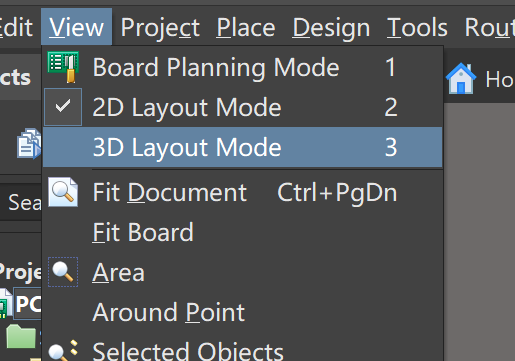 Edit View Project Place Design Tools Rout
cts
Board Planning Mode 1
Ho
2D Layout Mode 2
3D Layout Mode 3
Fit Document Ctrl+PgDn
Sea
Fit Board
Proje
Area
PC
Around Point
Selected Objects